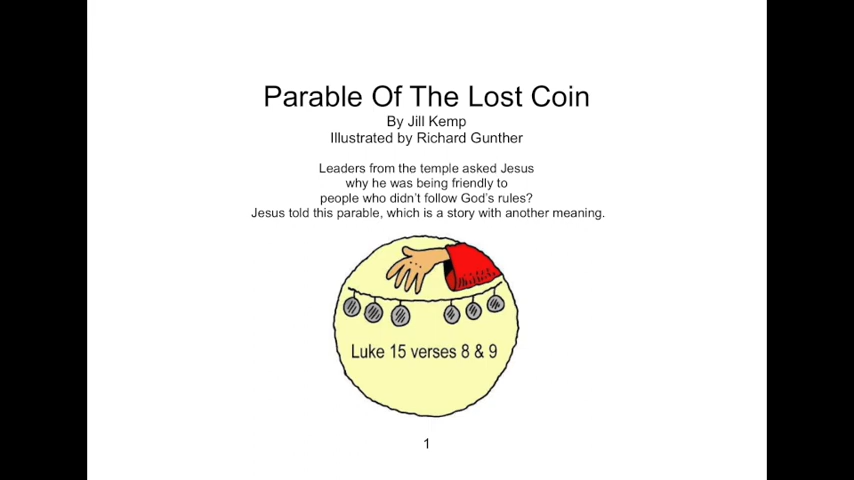 Parable Of The Lost Coin
By Jill Kemp
Illustrated by Richard Gunther
Leaders from the temple asked Jesus
why he was being friendly to
people who didn't follow God's rules?
Jesus told this parable, which is a story with another meaning.
Luke 15 verses 8 & 9
1